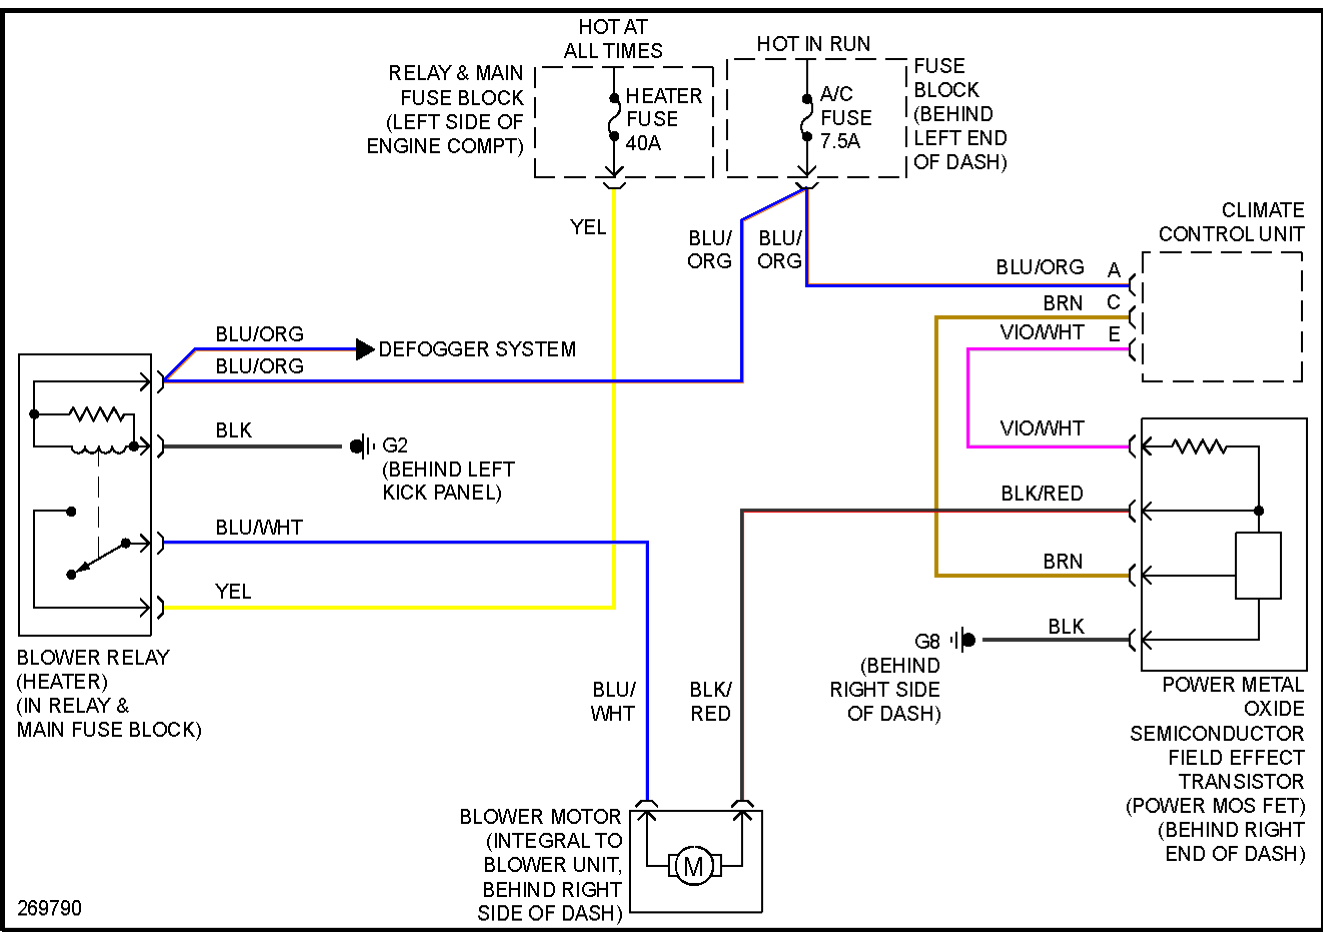 HOT AT
ALL TIMES
HOT IN RUN
RELAY & MAIN
FUSE BLOCK
(LEFT SIDE OF
ENGINE COMPT)
HEATER
FUSE
40A
A/C
FUSE
7.5A
FUSE
BLOCK
(BEHIND
LEFT END
OF DASH)
YEL
BLU/
ORG
BLU/
ORG
CLIMATE
CONTROL UNIT
BLU/ORG A
BRN C
VIO/WHT E
BLU/ORG
DEFOGGER SYSTEM
BLU/ORG
BLK
G2
(BEHIND LEFT
KICK PANEL)
BLU/WHT
YEL
BLOWER RELAY
(HEATER)
(IN RELAY &
MAIN FUSE BLOCK)
VIO/WHT
BLK/RED
BRN
BLK
G8
(BEHIND
RIGHT SIDE
OF DASH)
BLU/
WHT
BLK/
RED
POWER METAL
OXIDE
SEMICONDUCTOR
FIELD EFFECT
TRANSISTOR
(POWER MOS FET)
(BEHIND RIGHT
END OF DASH)
BLOWER MOTOR
(INTEGRAL TO
BLOWER UNIT,
BEHIND RIGHT
SIDE OF DASH)
M
269790